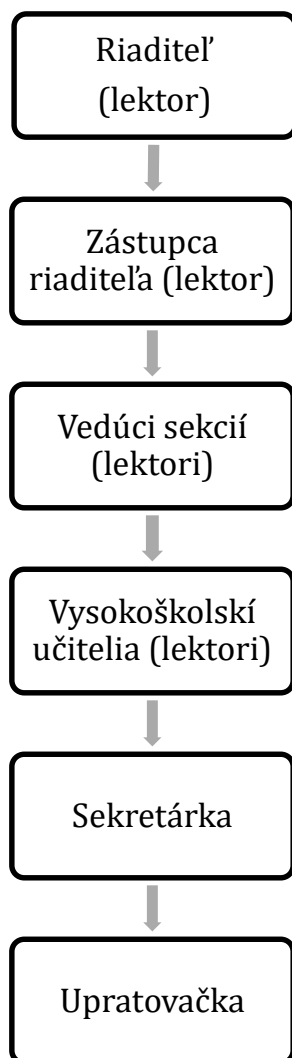 Riaditeľ
(lektor)
Zástupca
riaditeľa (lektor)
Vedúci sekcií
(lektori)
Vysokoškolskí
učitelia (lektori)
Sekretárka
Upratovačka